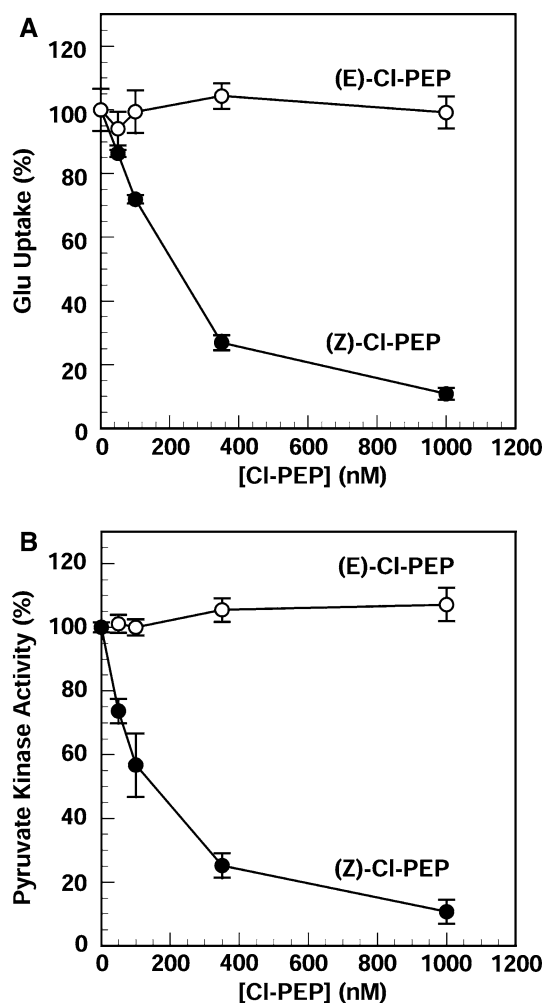 A
120
100
80
60
40
20
0
Glu Uptake (%)
(E)-Cl-PEP
(Z)-Cl-PEP
0 200 400 600 800 1000 1200
[Cl-PEP] (nM)
B
120
100
80
60
40
20
0
Pyruvate Kinase Activity (%)
(E)-Cl-PEP
(Z)-Cl-PEP
0 200 400 600 800 1000 1200
[Cl-PEP] (nM)